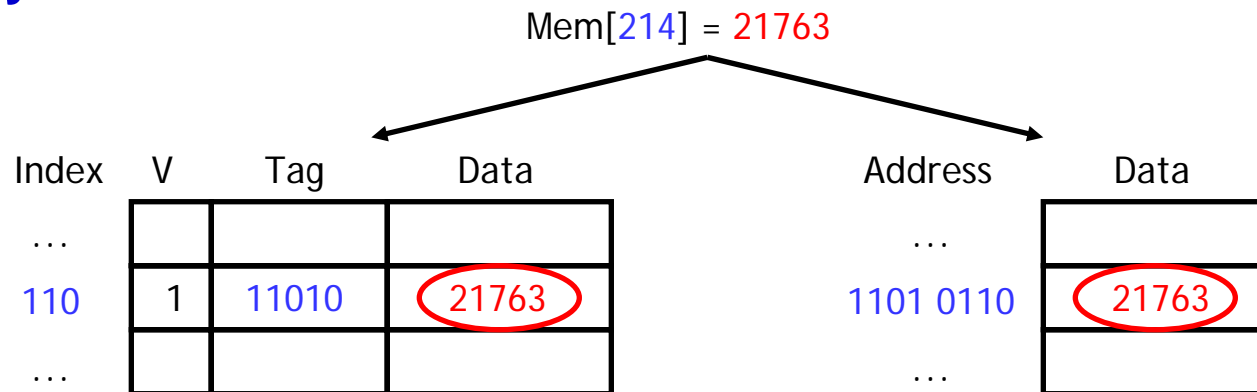 Mem[214] = 21763
Index V Tag Data Address Data
... ...
110 1 11010 21763 1101 0110 21763
... ...